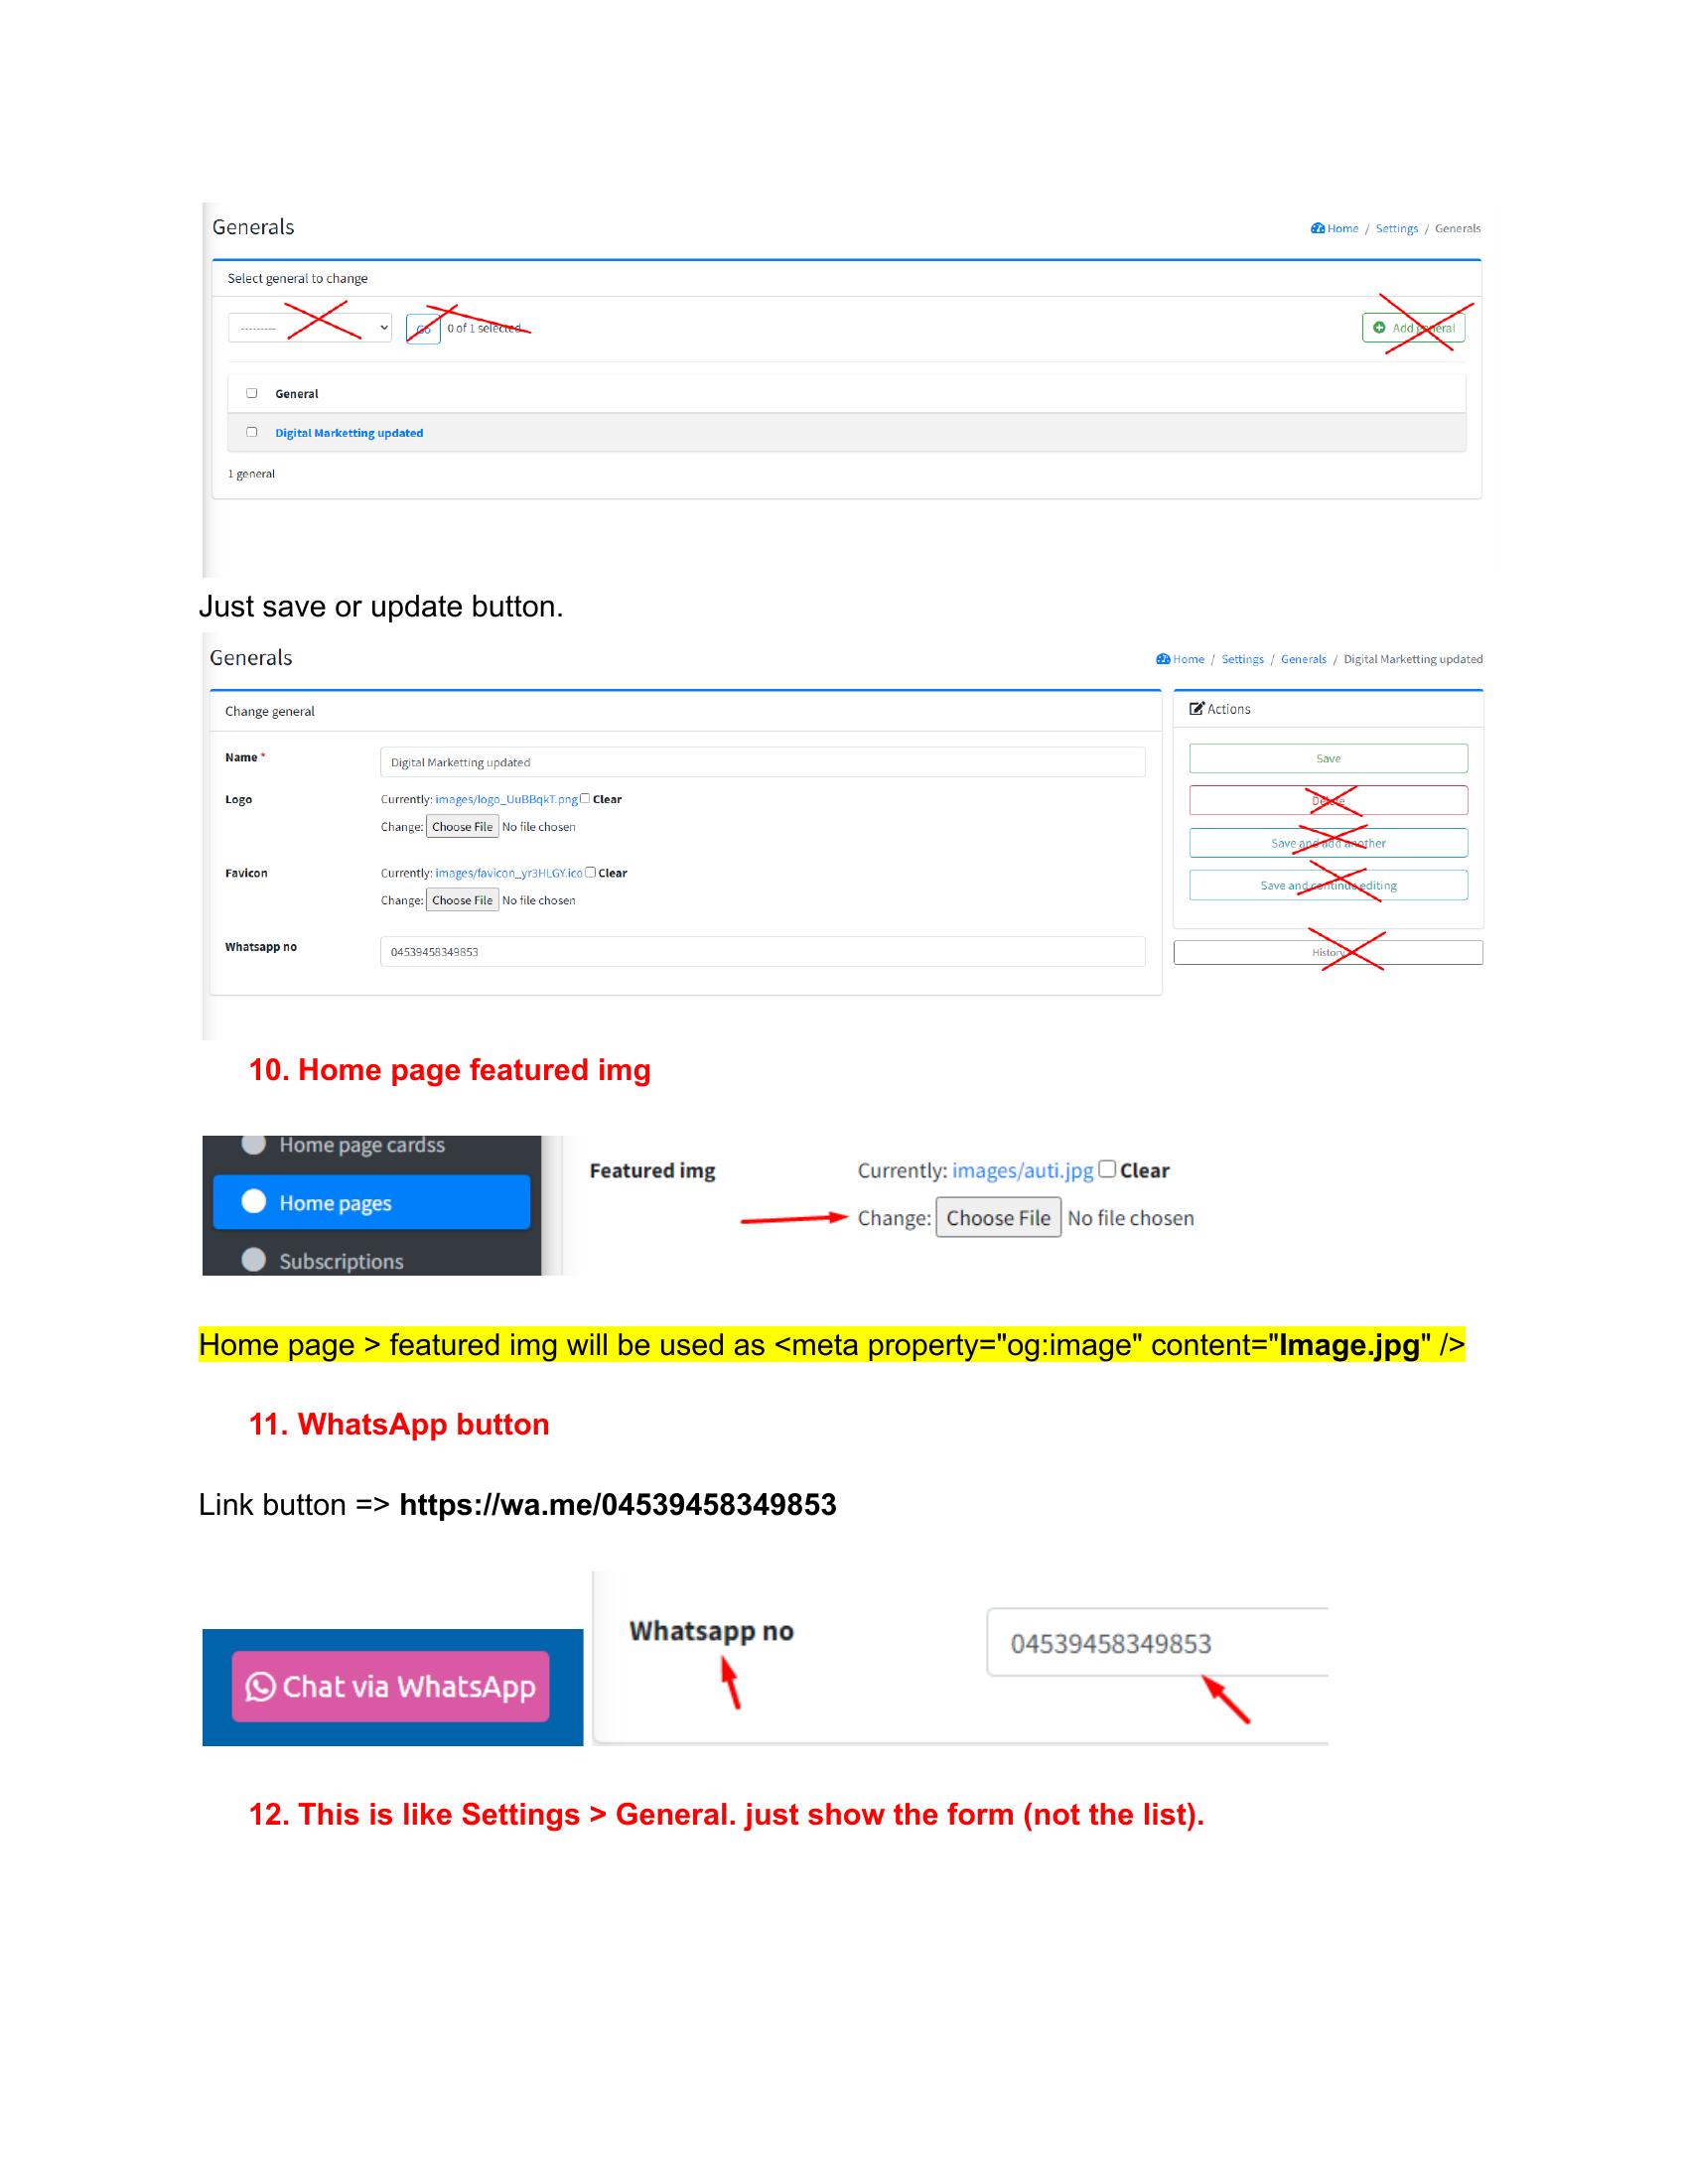 Generals
Home / Settings / Generals
Select general to change
---------
Go
0 of 1 selected
Add general
General
Digital Marketting updated
1 general
Just save or update button.
Generals
Home / Settings / Generals / Digital Marketting updated
Change general
Name *
Digital Marketting updated
Logo
Currently: images/logo_UuBBqkT.png Clear
Change: Choose File No file chosen
Favicon
Currently: images/favicon_yr3HLGY.ico Clear
Change: Choose File No file chosen
Whatsapp no
04539458349853
Actions
Save
Delete
Save and add another
Save and continue editing
History
10. Home page featured img
Home page cardss
Home pages
Subscriptions
Featured img
Currently: images/auti.jpg Clear
Change: Choose File No file chosen
Home page > featured img will be used as <meta property="og:image" content="Image.jpg" />
11. WhatsApp button
Link button => https://wa.me/04539458349853
Chat via WhatsApp
Whatsapp no
04539458349853
12. This is like Settings > General. just show the form (not the list).